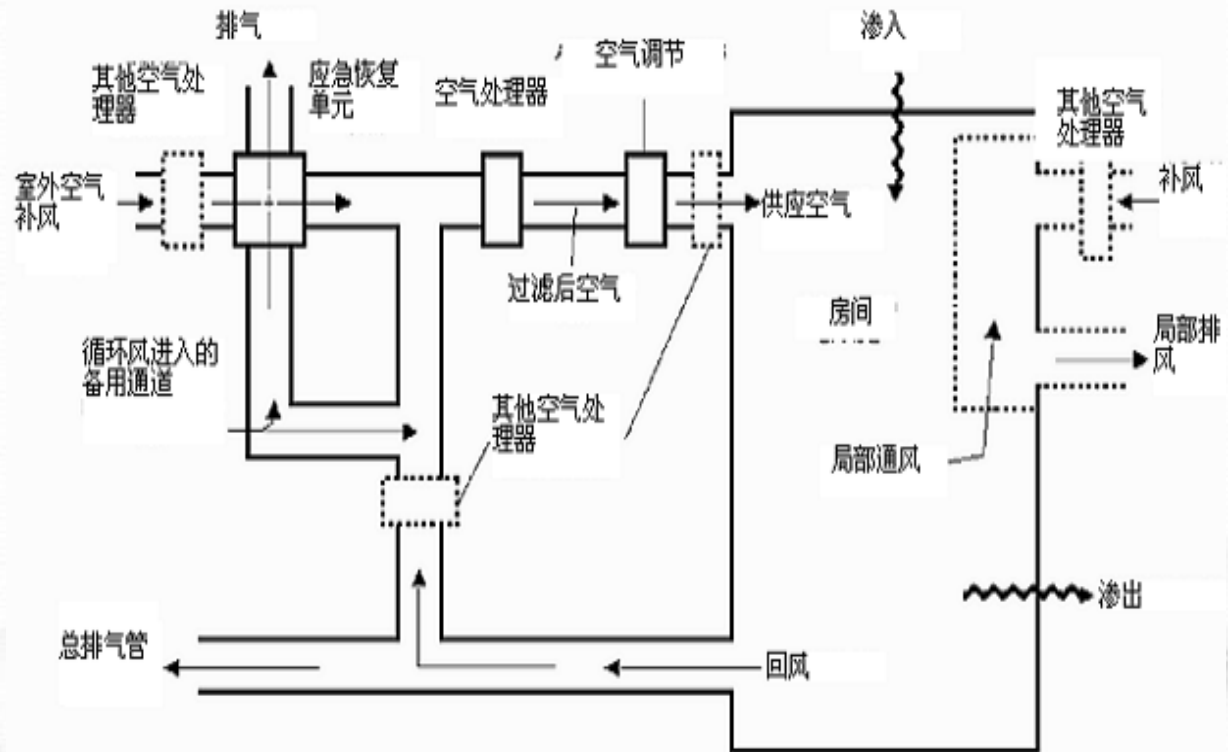 排气
渗入
其他空气处
理器
应急恢复
单元
空气处理器
空气调节
其他空气
处理器
室外空气
补风
供应空气
补风
过滤后空气
房间
局部排
风
循环风进入的
备用通道
其他空气处
理器
局部通风
渗出
总排气管
回风